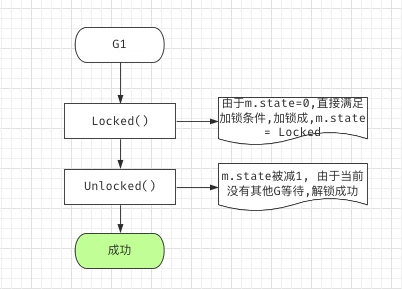 G1
Locked()
由于m.state=0,直接满足
加锁条件,加锁成,m.state
= Locked
Unlocked()
m.state被减1, 由于当前
没有其他G等待,解锁成功
成功